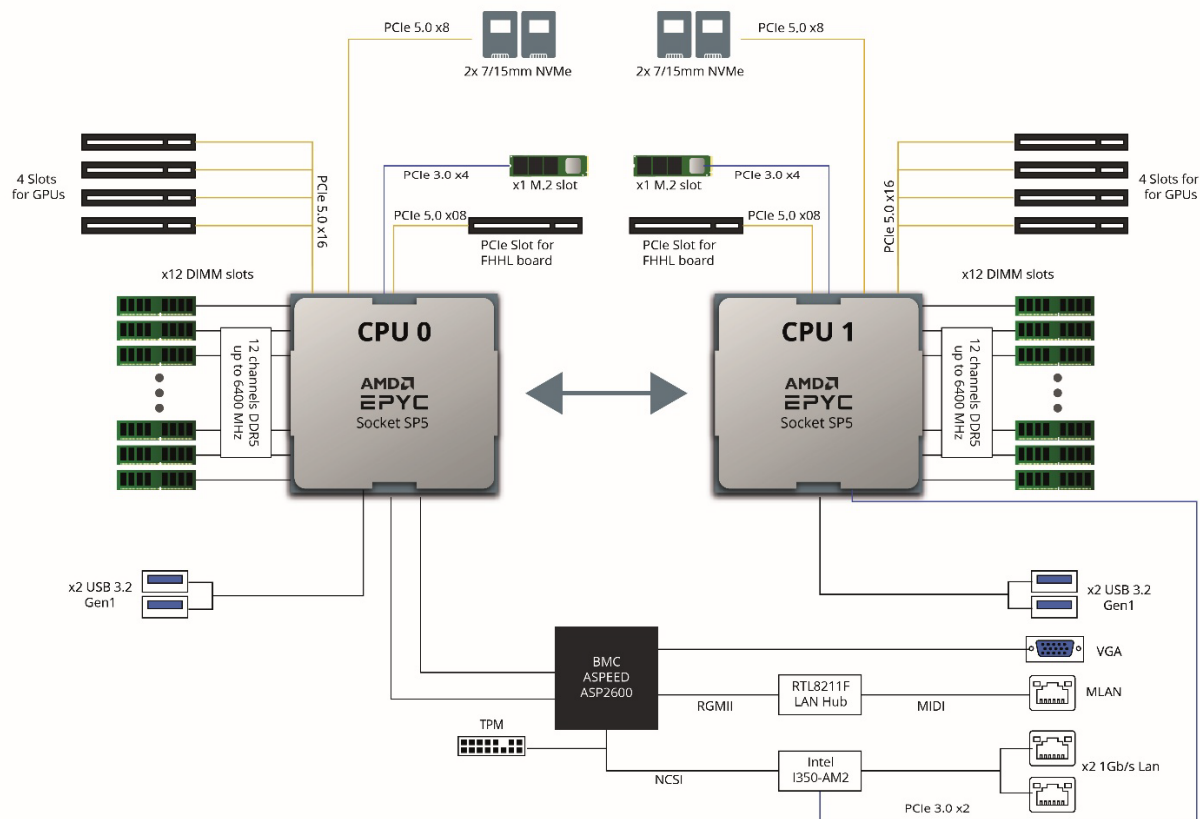 PCIe 5.0 x8
2x 7/15mm NVMe
PCIe 5.0 x8
2x 7/15mm NVMe
4 Slots
for GPUs
PCIe 5.0 x16
PCIe 3.0 x4
x1 M.2 slot
PCIe 5.0 x08
PCIe Slot for
FHHL board
PCIe 3.0 x4
x1 M.2 slot
PCIe 5.0 x08
PCIe Slot for
FHHL board
PCIe 5.0 x16
4 Slots for
for GPUs
x12 DIMM slots
12 channels DDR5
up to 6400 MHz
CPU 0
AMD
EPYC
Socket SP5
CPU 1
AMD
EPYC
Socket SP5
x12 DIMM slots
12 channels DDR5
up to 6400 MHz
x2 USB 3.2
Gen1
x2 USB 3.2
Gen1
BMC
ASPEED
ASP2600
VGA
RGMII
RTL8211F
LAN Hub
MIDI
MLAN
TPM
NCSI
Intel
I350-AM2
x2 1Gb/s Lan
PCIe 3.0 x2